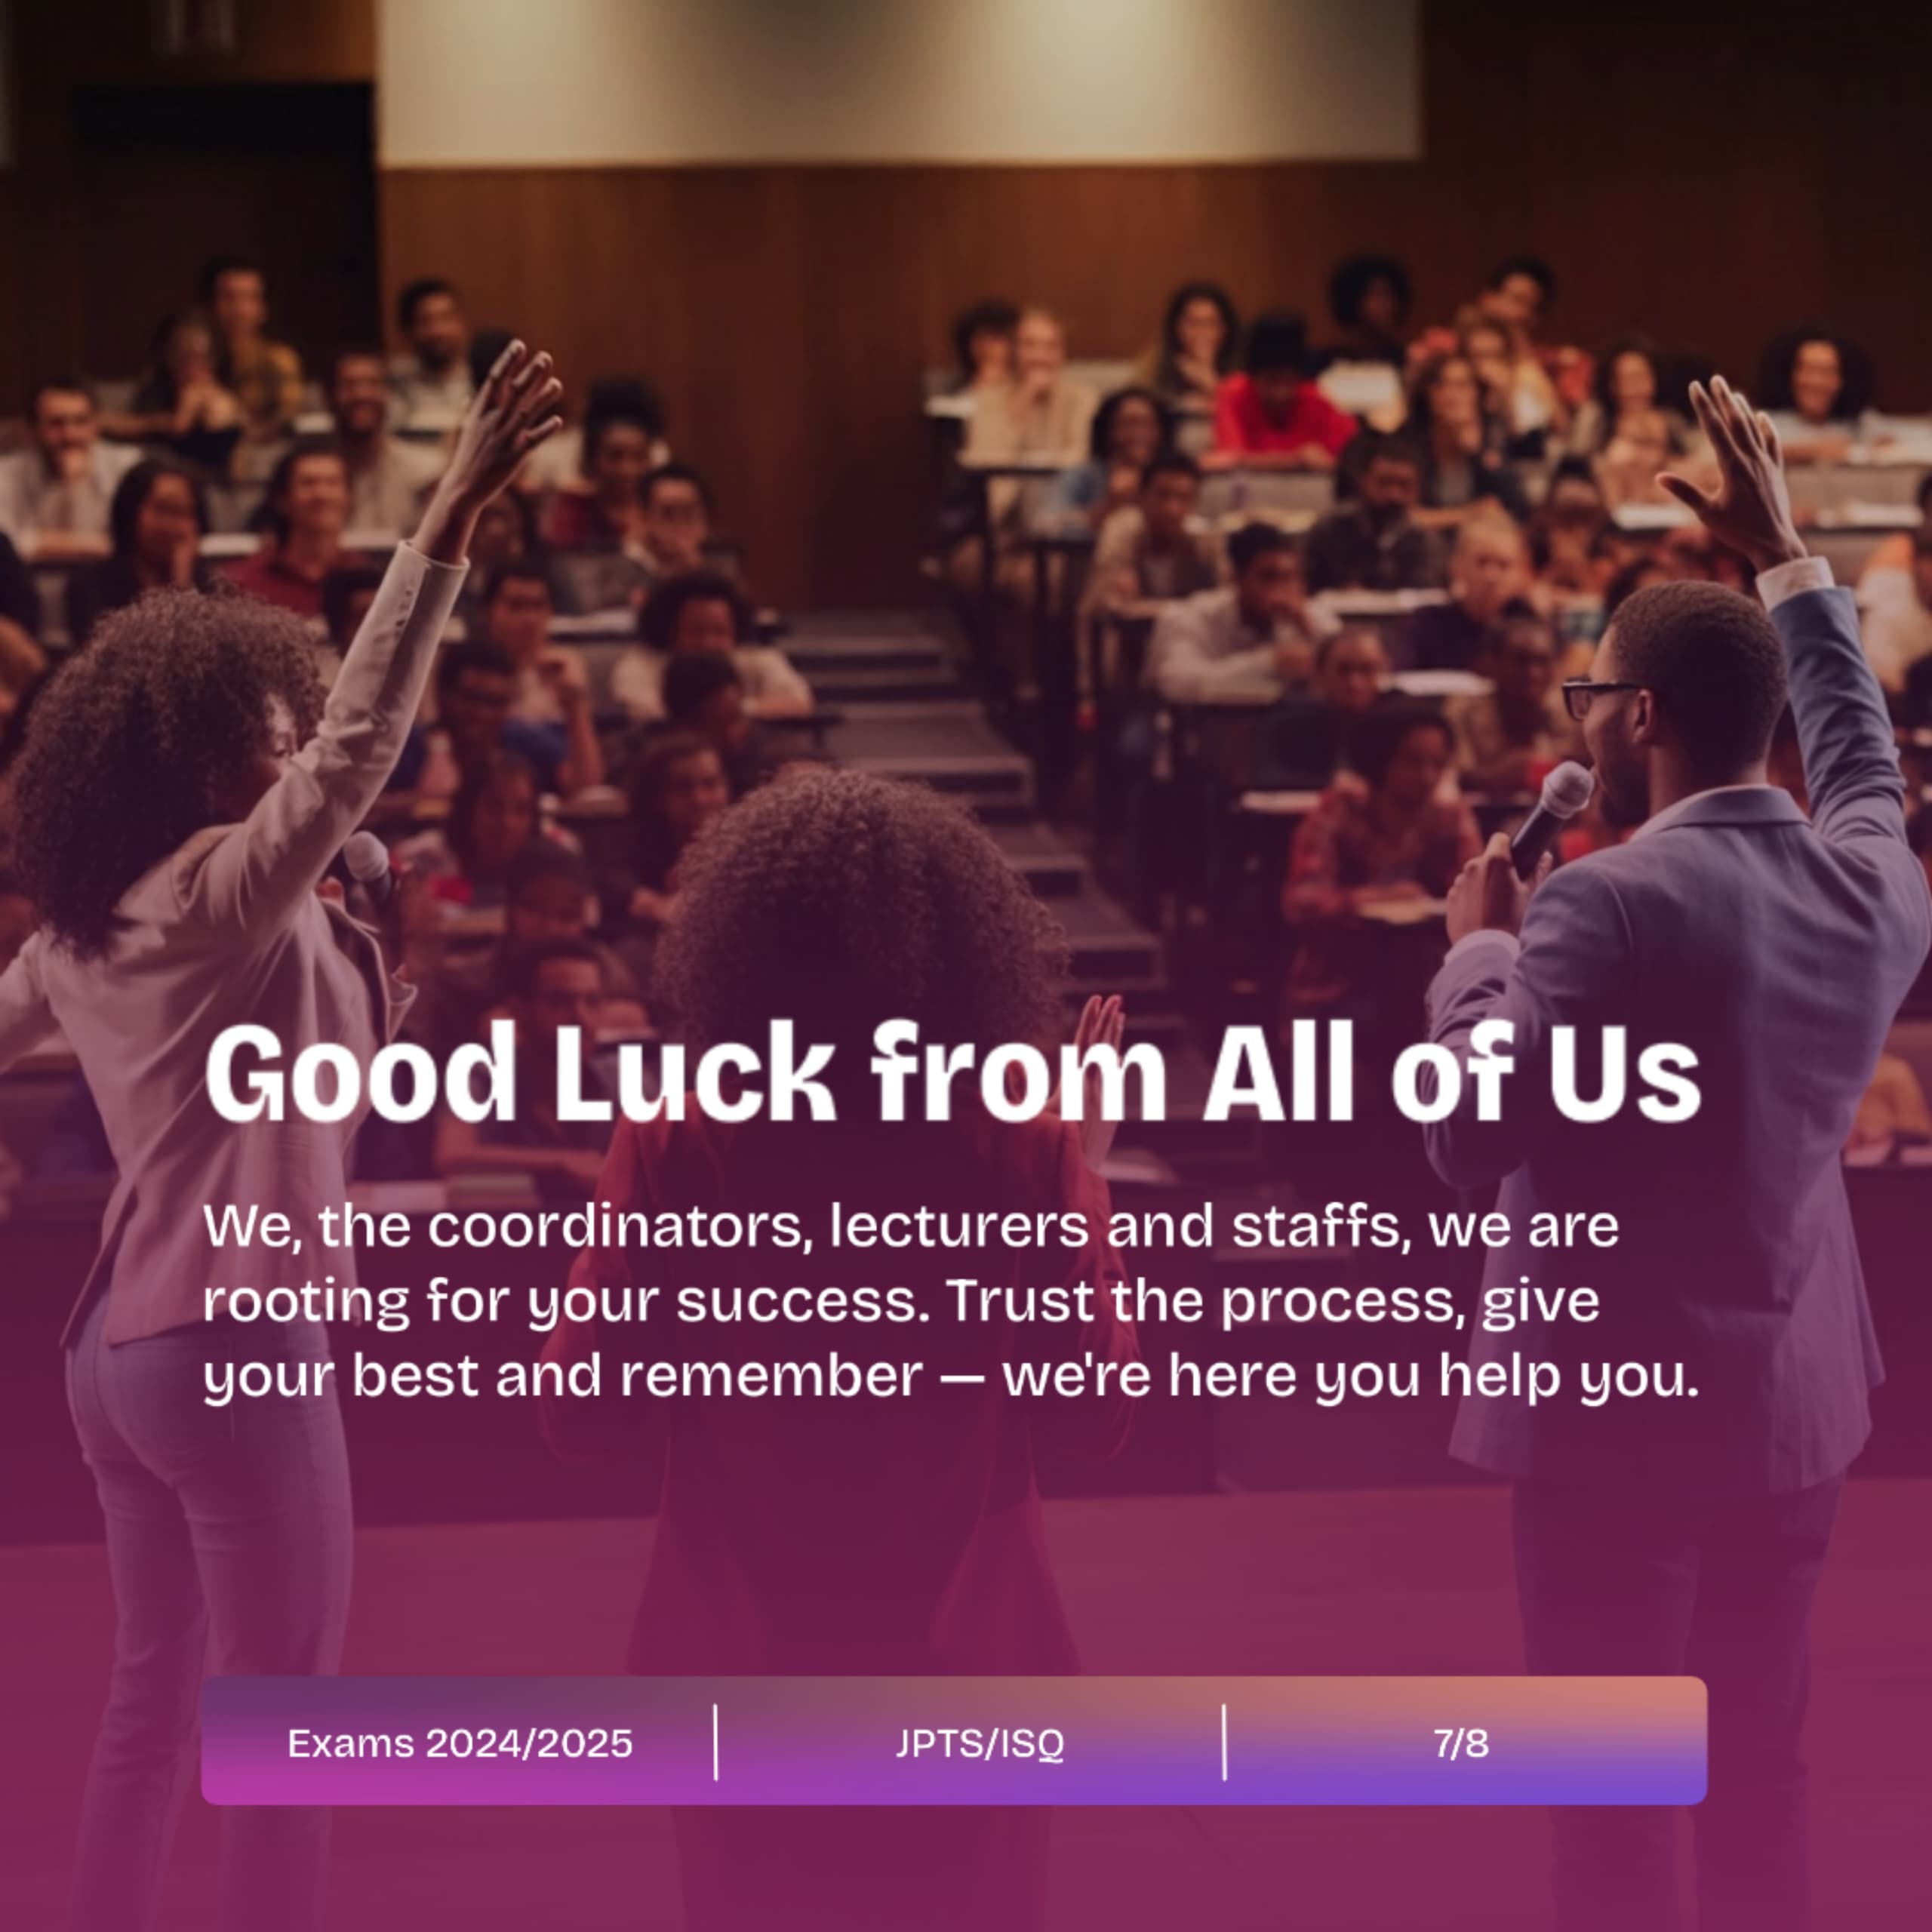 Good Luck from All of Us
We, the coordinators, lecturers and staffs, we are
rooting for your success. Trust the process, give
your best and remember — we're here you help you.
Exams 2024/2025 | JPTS/ISQ | 7/8